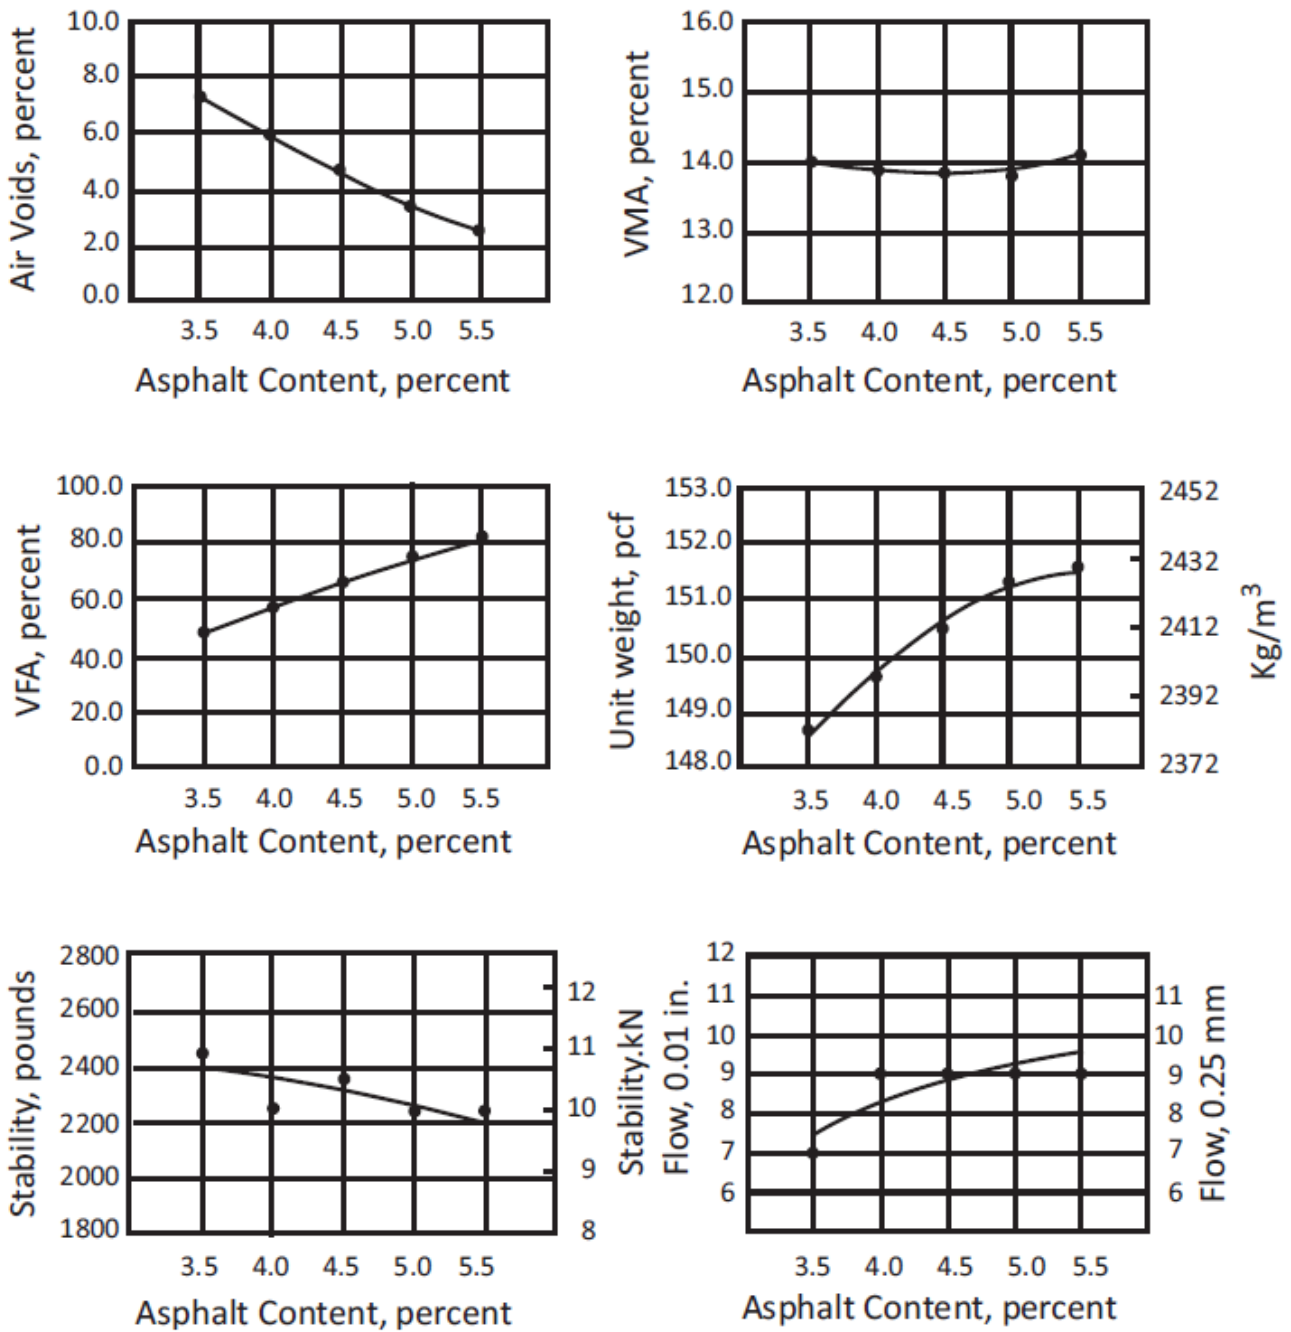 Air Voids, percent
10.0
8.0
6.0
4.0
2.0
0.0
3.5 4.0 4.5 5.0 5.5
Asphalt Content, percent
VMA, percent
16.0
15.0
14.0
13.0
12.0
3.5 4.0 4.5 5.0 5.5
Asphalt Content, percent
VFA, percent
100.0
80.0
60.0
40.0
20.0
0.0
3.5 4.0 4.5 5.0 5.5
Asphalt Content, percent
Unit weight, pcf
153.0
152.0
151.0
150.0
149.0
148.0
2452
2432
2412
2392
2372
Kg/m³
3.5 4.0 4.5 5.0 5.5
Asphalt Content, percent
Stability, pounds
2800
2600
2400
2200
2000
1800
12
11
10
9
8
Stability.kN
3.5 4.0 4.5 5.0 5.5
Asphalt Content, percent
Flow, 0.01 in.
12
11
10
9
8
7
6
11
10
9
8
7
6
Flow, 0.25 mm
3.5 4.0 4.5 5.0 5.5
Asphalt Content, percent